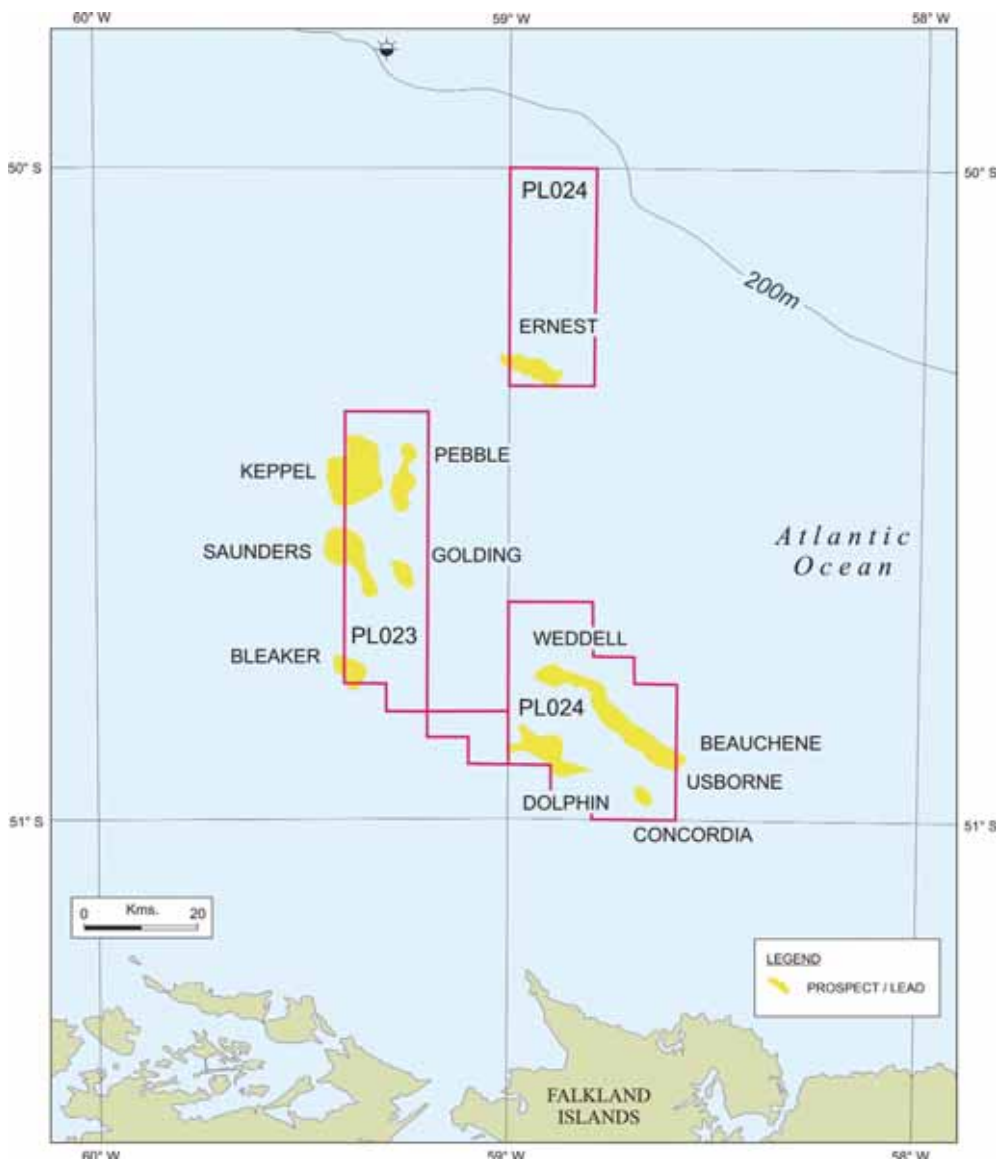 60° W
59° W
58° W
50° S
50° S
PL024
200m
ERNEST
PEBBLE
KEPPEL
Atlantic
Ocean
SAUNDERS
GOLDING
PL023
WEDDELL
BLEAKER
PL024
BEAUCHENE
USBORNE
DOLPHIN
51° S
51° S
CONCORDIA
0 Kms. 20
LEGEND
PROSPECT / LEAD
FALKLAND
ISLANDS
60° W
59° W
58° W